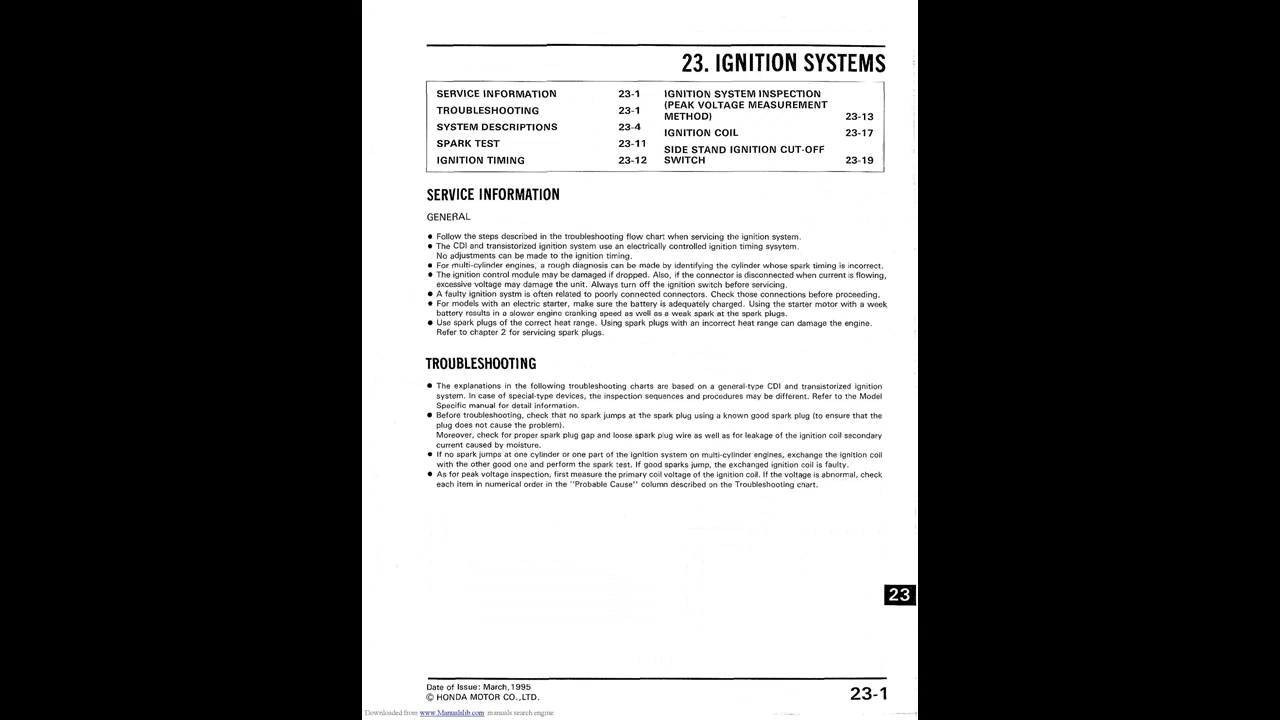 23. IGNITION SYSTEMS
SERVICE INFORMATION 23-1
TROUBLESHOOTING 23-1
SYSTEM DESCRIPTIONS 23-4
SPARK TEST 23-11
IGNITION TIMING 23-12
IGNITION SYSTEM INSPECTION
(PEAK VOLTAGE MEASUREMENT
METHOD) 23-13
IGNITION COIL 23-17
SIDE STAND IGNITION CUT-OFF
SWITCH 23-19
SERVICE INFORMATION
GENERAL
● Follow the steps described in the troubleshooting flow chart when servicing the ignition system.
● The CDI and transistorized ignition system use an electrically controlled ignition timing sysytem.
No adjustments can be made to the ignition timing.
● For multi-cylinder engines, a rough diagnosis can be made by identifying the cylinder whose spark timing is incorrect.
● The ignition control module may be damaged if dropped. Also, if the connector is disconnected when current is flowing,
excessive voltage may damage the unit. Always turn off the ignition switch before servicing.
● A faulty ignition systm is often related to poorly connected connectors. Check those connections before proceeding.
● For models with an electric starter, make sure the battery is adequately charged. Using the starter motor with a week
battery results in a slower engine cranking speed as well as a weak spark at the spark plugs.
● Use spark plugs of the correct heat range. Using spark plugs with an incorrect heat range can damage the engine.
Refer to chapter 2 for servicing spark plugs.
TROUBLESHOOTING
● The explanations in the following troubleshooting charts are based on a general-type CDI and transistorized ignition
system. In case of special-type devices, the inspection sequences and procedures may be different. Refer to the Model
Specific manual for detail information.
● Before troubleshooting, check that no spark jumps at the spark plug using a known good spark plug (to ensure that the
plug does not cause the problem).
Moreover, check for proper spark plug gap and loose spark plug wire as well as for leakage of the ignition coil secondary
current caused by moisture.
● If no spark jumps at one cylinder or one part of the ignition system on multi-cylinder engines, exchange the ignition coil
with the other good one and perform the spark test. If good sparks jump, the exchanged ignition coil is faulty.
● As for peak voltage inspection, first measure the primary coil voltage of the ignition coil. If the voltage is abnormal, check
each item in numerical order in the "Probable Cause" column described on the Troubleshooting chart.
23
Date of Issue: March, 1995
© HONDA MOTOR CO., LTD.
23-1
Downloaded from www.Manualslib.com manuals search engine